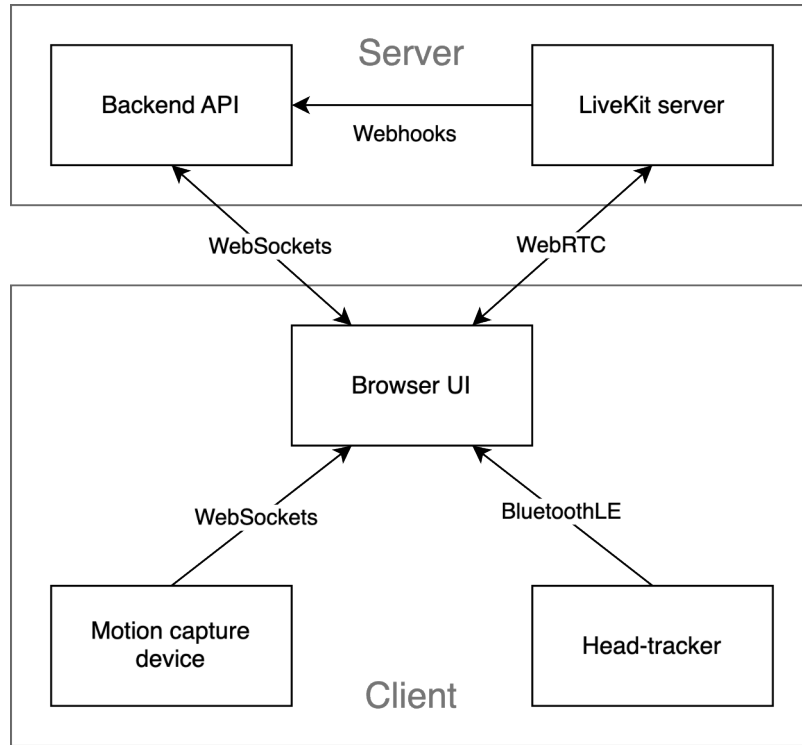 Server
Backend API
LiveKit server
Webhooks
WebSockets
WebRTC
Browser UI
WebSockets
BluetoothLE
Motion capture
device
Head-tracker
Client